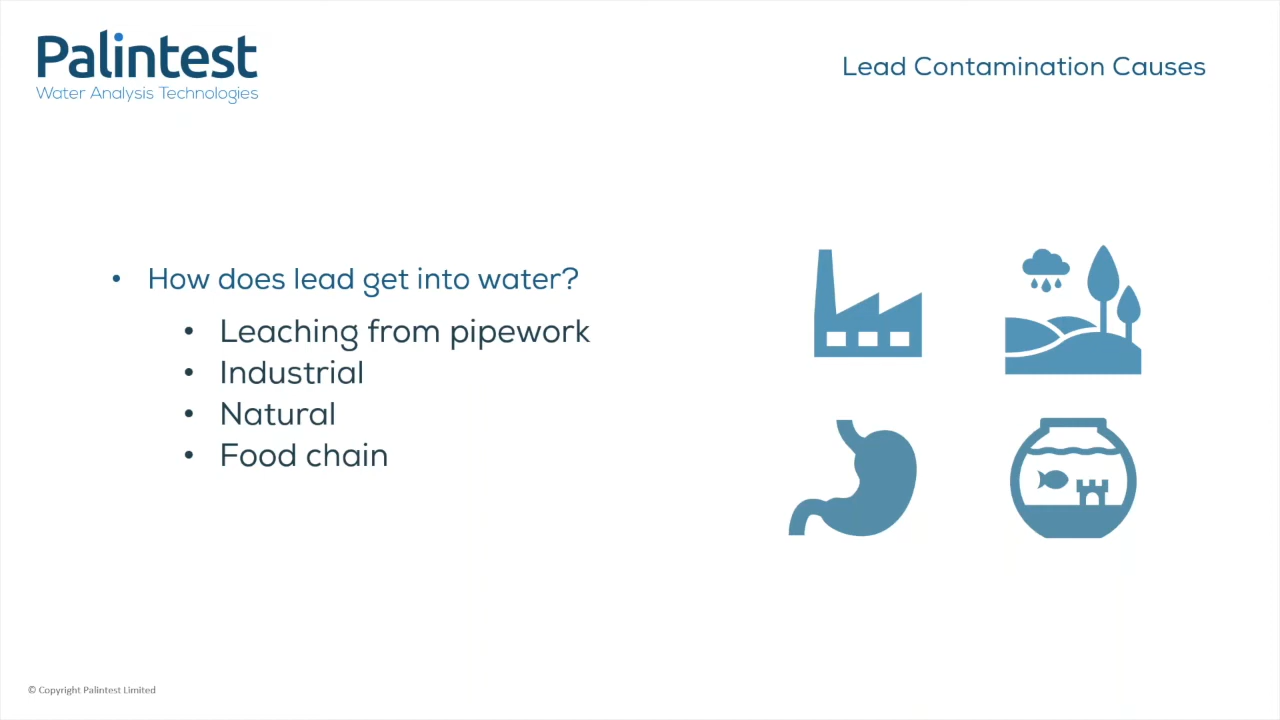 Palintest
Water Analysis Technologies
Lead Contamination Causes
• How does lead get into water?
• Leaching from pipework
• Industrial
• Natural
• Food chain
© Copyright Palintest Limited